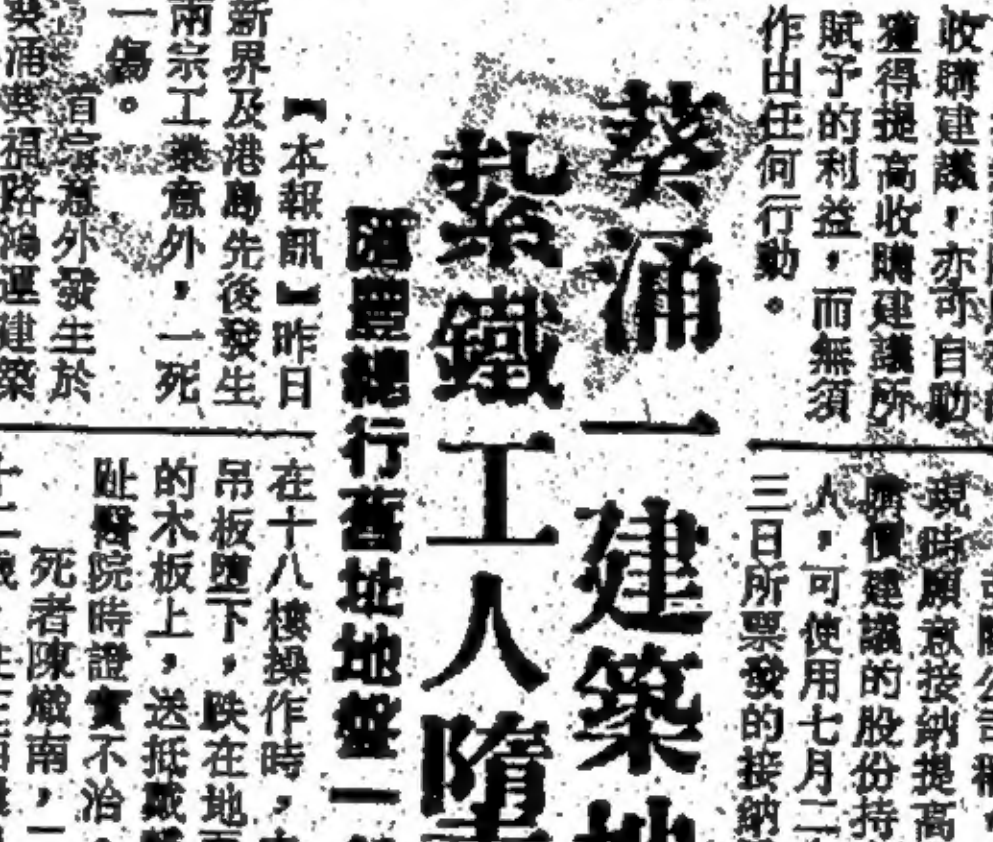 收購建議，亦可自動
獲得提高收購建議所
賦予的利益，而無須
作出任何行動。
現時願意接納提高
購價建議的股份持
人，可使用七月二
三日所票發的接納
葵涌一建築地
紮鐵工人墮
匯豐總行舊址地盤一
【本報訊】昨日
新界及港島先後發生
兩宗工業意外，一死
一傷。
首宗意外發生於
葵涌葵福路鴻運建築
在十八樓操作時，
吊板墮下，跌在地
的木板上，送抵
醫院時證實不治
死者陳熾南，